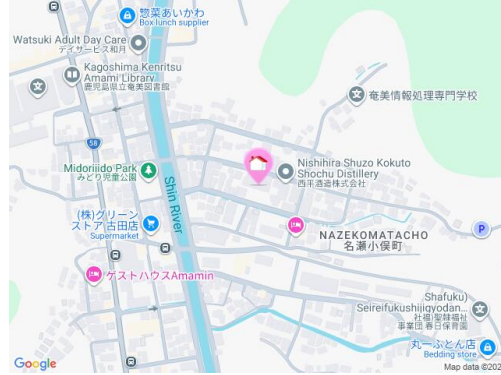 惣菜あいかわ
Box lunch supplier
Watsuki Adult Day Care
デイサービス和月
Kagoshima Kenritsu
Amami Library
鹿児島県立奄美図書館
奄美情報処理専門学校
58
Midoriido Park
みどり児童公園
Shin River
Nishihira Shuzo Kokuto
Shochu Distillery
西平酒造株式会社
(株)グリーン
ストア 古田店
Supermarket
NAZEKOMATACHO
名瀬小俣町
P
ゲストハウスAmamin
Shafuku)
Seireifukushijigyodan...
社福)聖隷福祉
事業団 春日保育園
丸一ふとん店
Bedding store
Google
Map data ©202